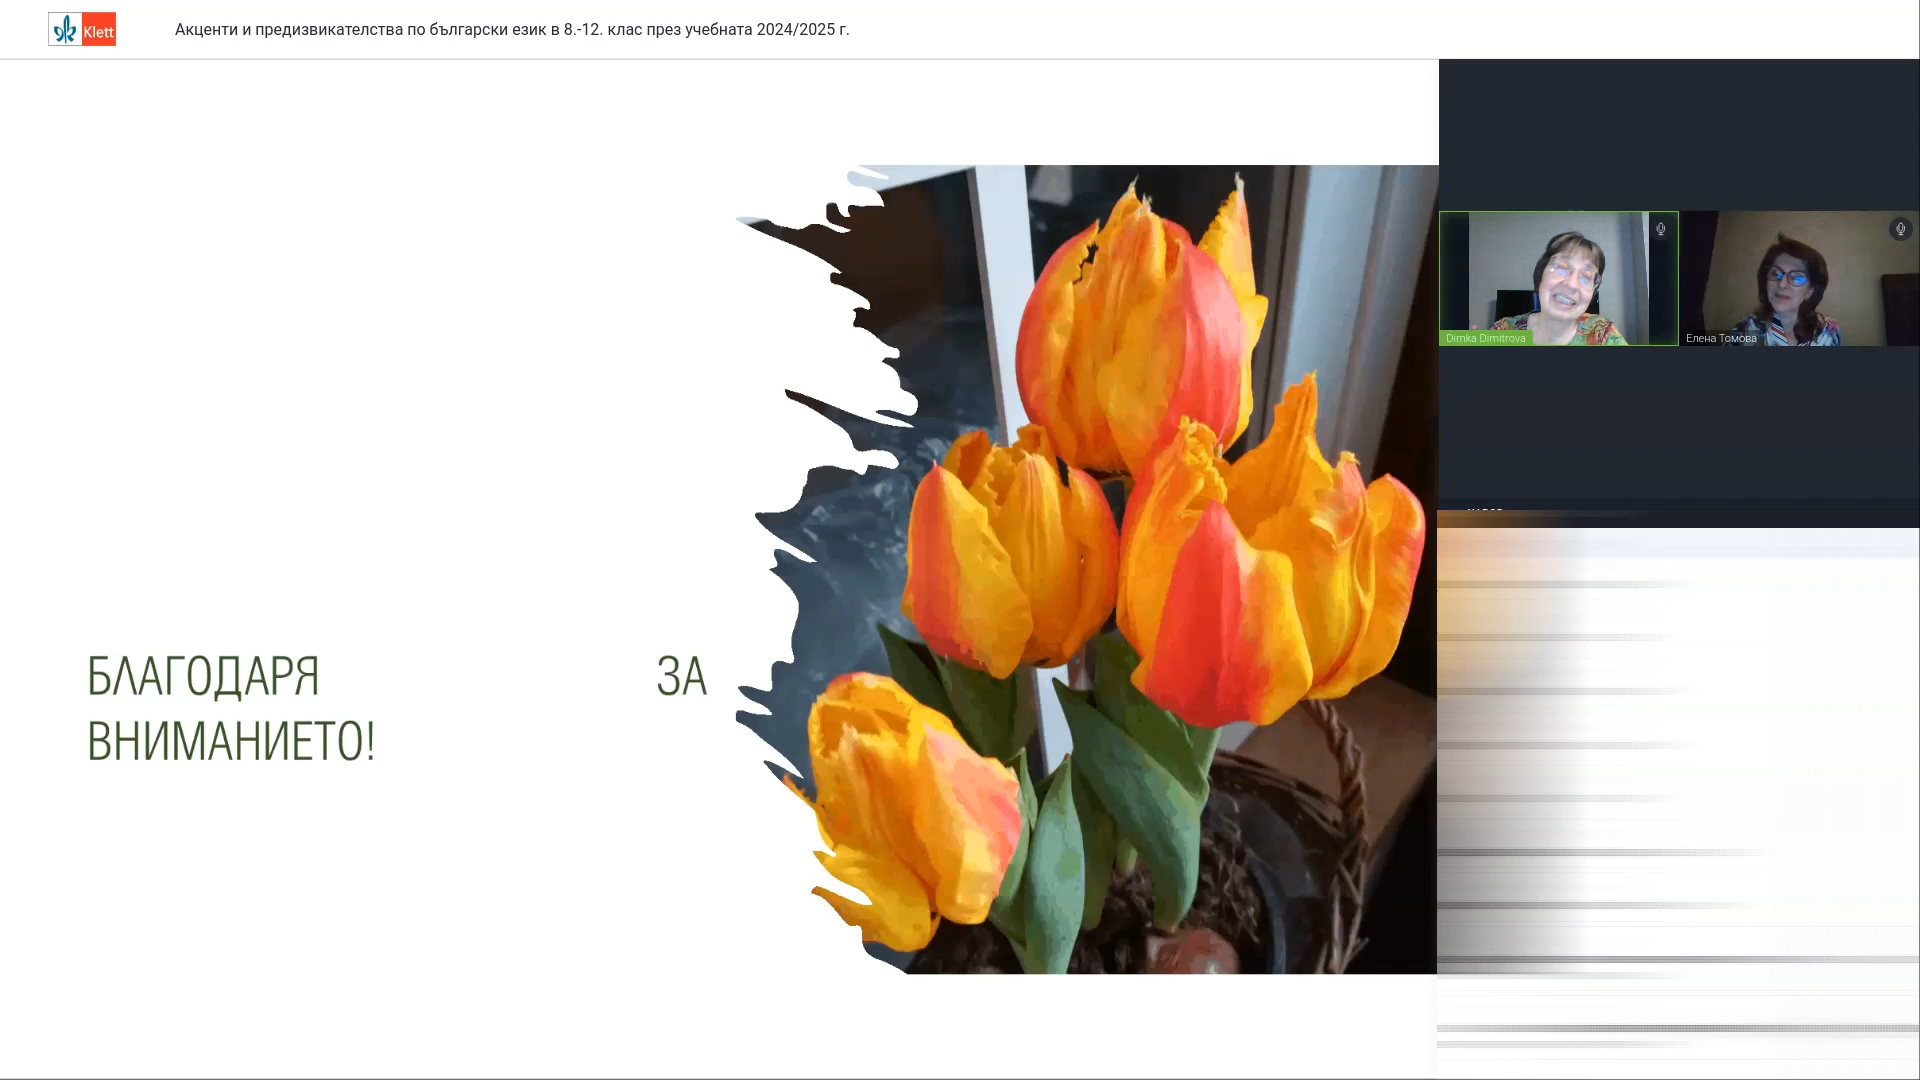 Klett
Акценти и предизвикателства по български език в 8.-12. клас през учебната 2024/2025 г.
Dimka Dimitrova
Елена Томова
БЛАГОДАРЯ ЗА
ВНИМАНИЕТО!